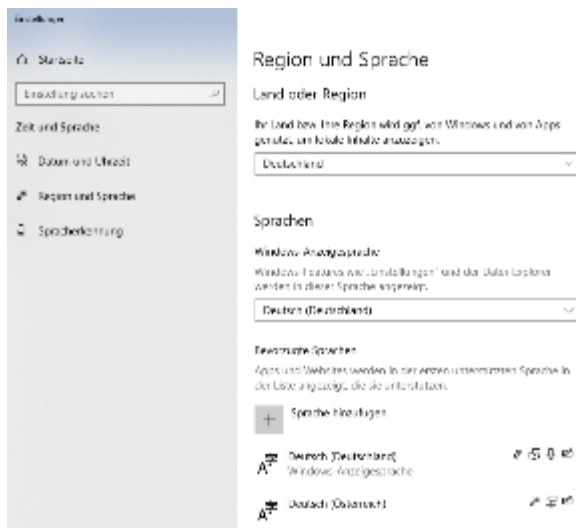 Einstellungen
Startseite
Einstellung suchen
Zeit und Sprache
Datum und Uhrzeit
Region und Sprache
Spracherkennung
Region und Sprache
Land oder Region
Ihr Land bzw. Ihre Region wird ggf. von Windows und von Apps
genutzt, um lokale Inhalte anzuzeigen.
Deutschland
Sprachen
Windows-Anzeigesprache
Windows-Features wie „Einstellungen" und der Datei-Explorer
werden in dieser Sprache angezeigt.
Deutsch (Deutschland)
Bevorzugte Sprachen
Apps und Websites werden in der ersten unterstützten Sprache in
der Liste angezeigt, die sie unterstützen.
Sprache hinzufügen
Deutsch (Deutschland)
Windows-Anzeigesprache
Deutsch (Österreich)